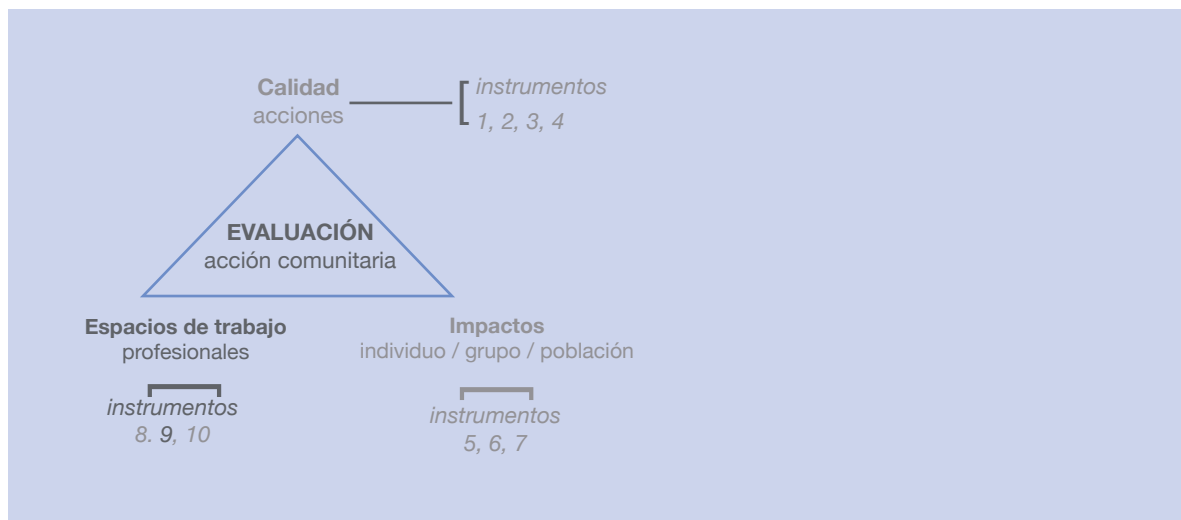 Calidad
acciones
instrumentos
1, 2, 3, 4
EVALUACIÓN
acción comunitaria
Espacios de trabajo
profesionales
instrumentos
8. 9, 10
Impactos
individuo / grupo / población
instrumentos
5, 6, 7